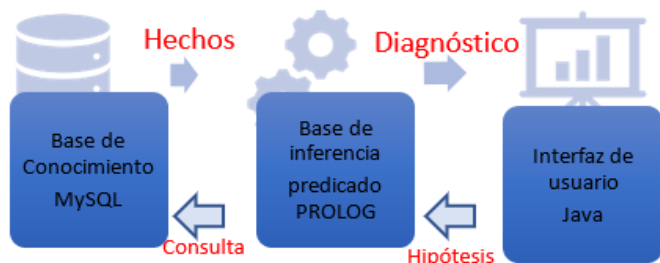 Hechos
Diagnóstico
Base de
Conocimiento
MySQL
Base de
inferencia
predicado
PROLOG
Interfaz de
usuario
Java
Consulta
Hipótesis